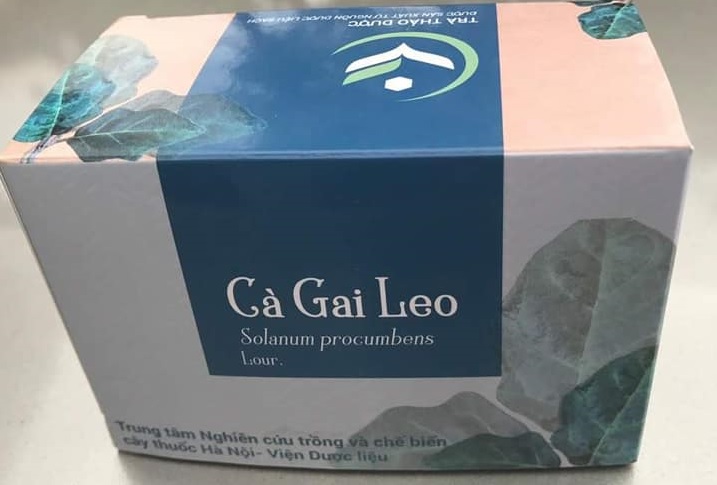 TRÀ THẢO DƯỢC
ĐƯỢC SẢN XUẤT TỪ NGUỒN DƯỢC LIỆU SẠCH
Cà Gai Leo
Solanum procumbens
Lour.
Trung tâm Nghiên cứu trồng và chế biến
cây thuốc Hà Nội- Viện Dược liệu